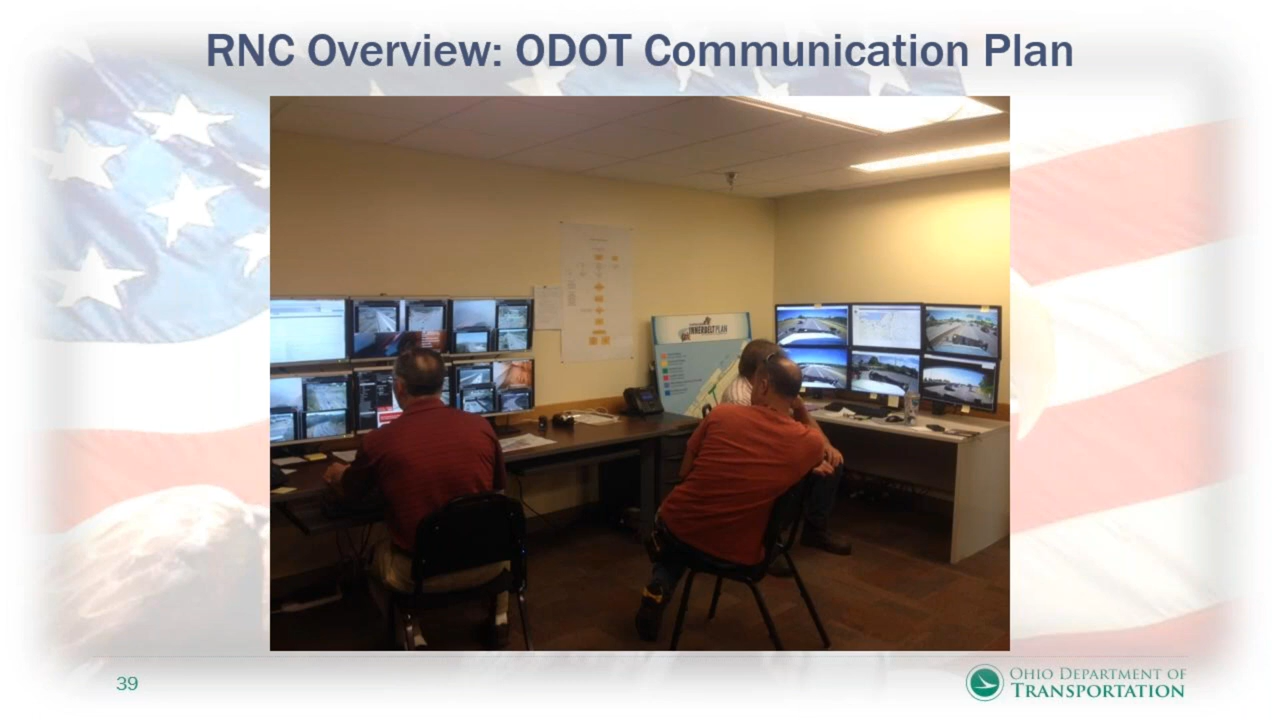 RNC Overview: ODOT Communication Plan
INNERBELT PLAN
39
OHIO DEPARTMENT OF
TRANSPORTATION